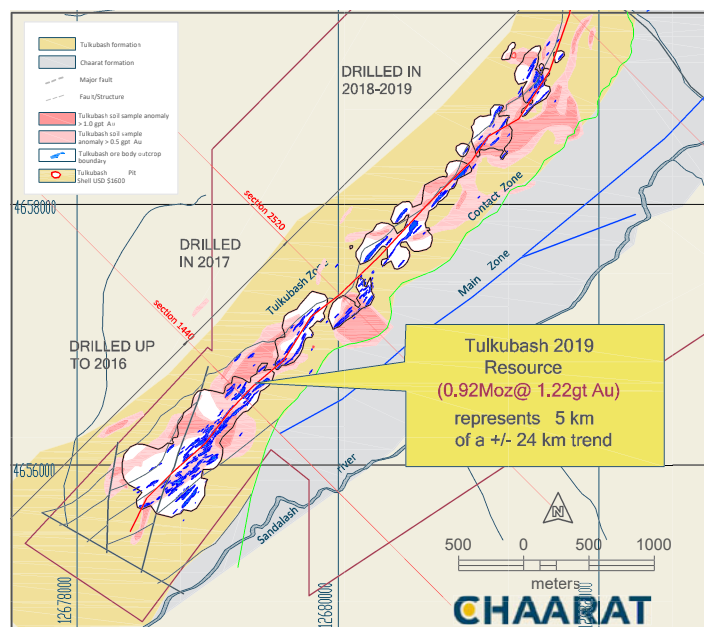 Tulkubash formation
Chaarat formation
Major fault
Fault/Structure
Tulkubash soil sample anomaly
> 1.0 gpt Au
Tulkubash soil sample
anomaly > 0.5 gpt Au
Tulkubash ore body outcrop
boundary
Tulkubash Pit
Shell USD $1600
DRILLED IN
2018-2019
section 2520
4658000
Contact Zone
DRILLED
IN 2017
Main Zone
Tulkubash Zone
section 1440
DRILLED UP
TO 2016
Tulkubash 2019
Resource
(0.92Moz@ 1.22gt Au)
represents 5 km
of a +/- 24 km trend
4656000
river
Sandalash
N
500 0 500 1000
meters
12678000
12680000
CHAARAT